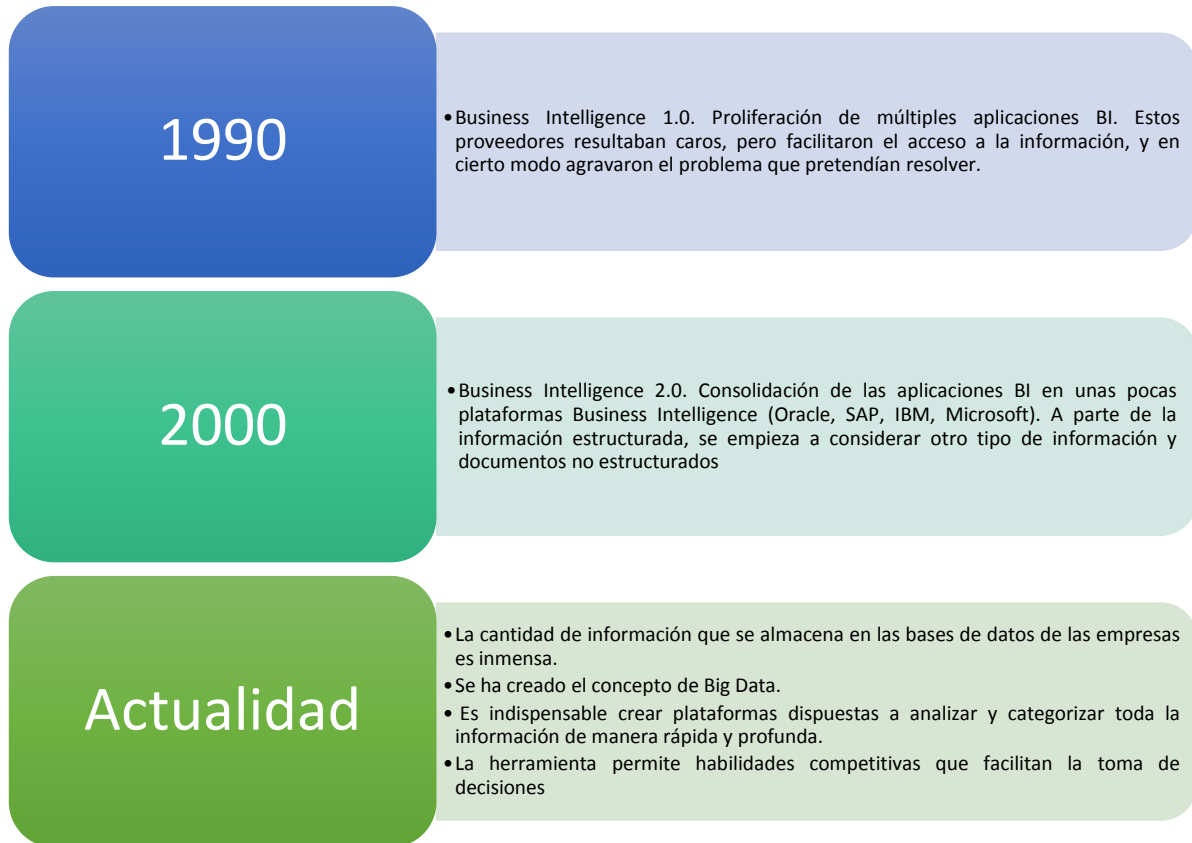 1990
•Business Intelligence 1.0. Proliferación de múltiples aplicaciones BI. Estos
proveedores resultaban caros, pero facilitaron el acceso a la información, y en
cierto modo agravaron el problema que pretendían resolver.
2000
•Business Intelligence 2.0. Consolidación de las aplicaciones BI en unas pocas
plataformas Business Intelligence (Oracle, SAP, IBM, Microsoft). A parte de la
información estructurada, se empieza a considerar otro tipo de información y
documentos no estructurados
Actualidad
•La cantidad de información que se almacena en las bases de datos de las empresas
es inmensa.
•Se ha creado el concepto de Big Data.
• Es indispensable crear plataformas dispuestas a analizar y categorizar toda la
información de manera rápida y profunda.
•La herramienta permite habilidades competitivas que facilitan la toma de
decisiones